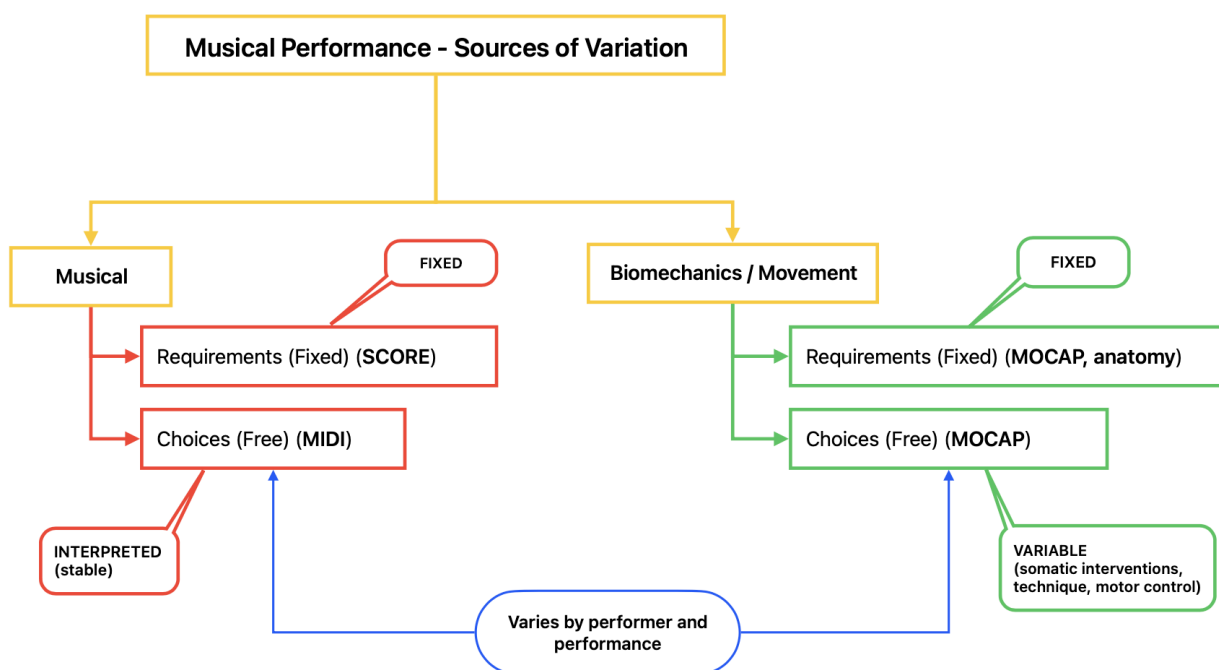 Musical Performance - Sources of Variation
Musical
FIXED
Requirements (Fixed) (SCORE)
Choices (Free) (MIDI)
INTERPRETED
(stable)
Biomechanics / Movement
FIXED
Requirements (Fixed) (MOCAP, anatomy)
Choices (Free) (MOCAP)
VARIABLE
(somatic interventions,
technique, motor control)
Varies by performer and
performance